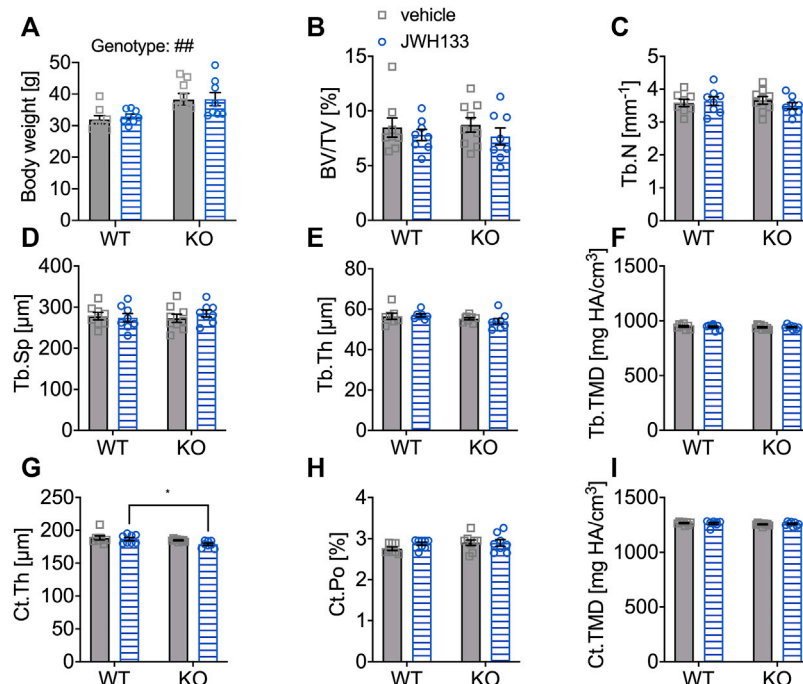 vehicle
JWH133
A
Genotype: ##
Body weight [g]
50
40
30
20
10
0
WT KO
B
BV/TV [%]
15
10
5
0
WT KO
C
Tb.N [mm⁻¹]
5
4
3
2
1
0
WT KO
D
Tb.Sp [µm]
400
300
200
100
0
WT KO
E
Tb.Th [µm]
80
60
40
20
0
WT KO
F
Tb.TMD [mg HA/cm³]
1500
1000
500
0
WT KO
G
Ct.Th [µm]
250
200
150
100
50
0
*
WT KO
H
Ct.Po [%]
4
3
2
1
0
WT KO
I
Ct.TMD [mg HA/cm³]
1500
1000
500
0
WT KO